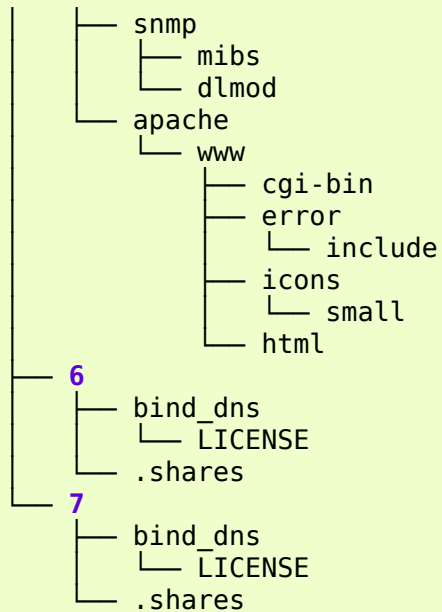 │   ├── snmp
│   │   ├── mibs
│   │   └── dlmod
│   └── apache
│       └── www
│           ├── cgi-bin
│           ├── error
│           │   └── include
│           ├── icons
│           │   └── small
│           └── html
├── 6
│   ├── bind_dns
│   │   └── LICENSE
│   └── .shares
└── 7
    ├── bind_dns
    │   └── LICENSE
    └── .shares